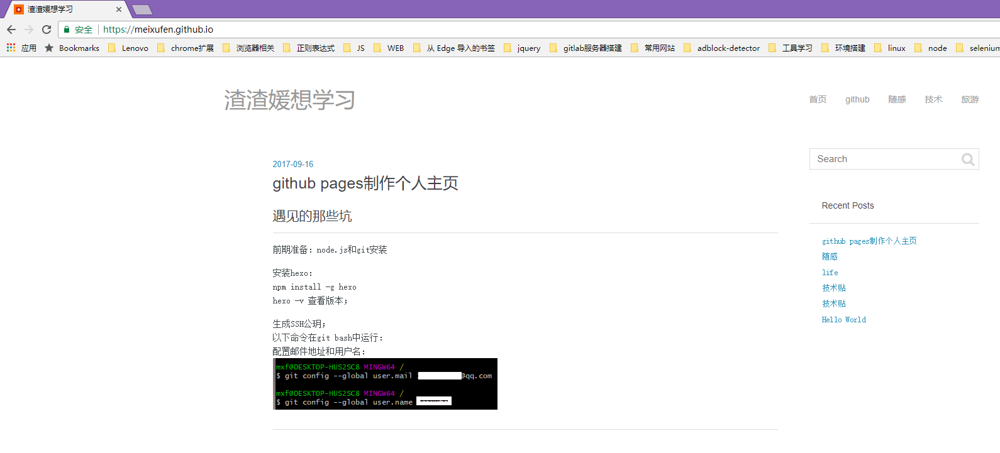 渣渣媛想学习
安全 https://meixufen.github.io
应用 Bookmarks Lenovo chrome扩展 浏览器相关 正则表达式 JS WEB 从 Edge 导入的书签 jquery gitlab服务器搭建 常用网站 adblock-detector 工具学习 环境搭建 linux node selenium
渣渣媛想学习
首页 github 随感 技术 旅游
2017-09-16
github pages制作个人主页
遇见的那些坑
前期准备：node.js和git安装
安装hexo：
npm install -g hexo
hexo -v 查看版本；
生成SSH公玥；
以下命令在git bash中运行：
配置邮件地址和用户名：
mxf@DESKTOP-HUS2SC8 MINGW64 /
$ git config --global user.mail @qq.com
mxf@DESKTOP-HUS2SC8 MINGW64 /
$ git config --global user.name
Search
Recent Posts
github pages制作个人主页
随感
life
技术贴
技术贴
Hello World